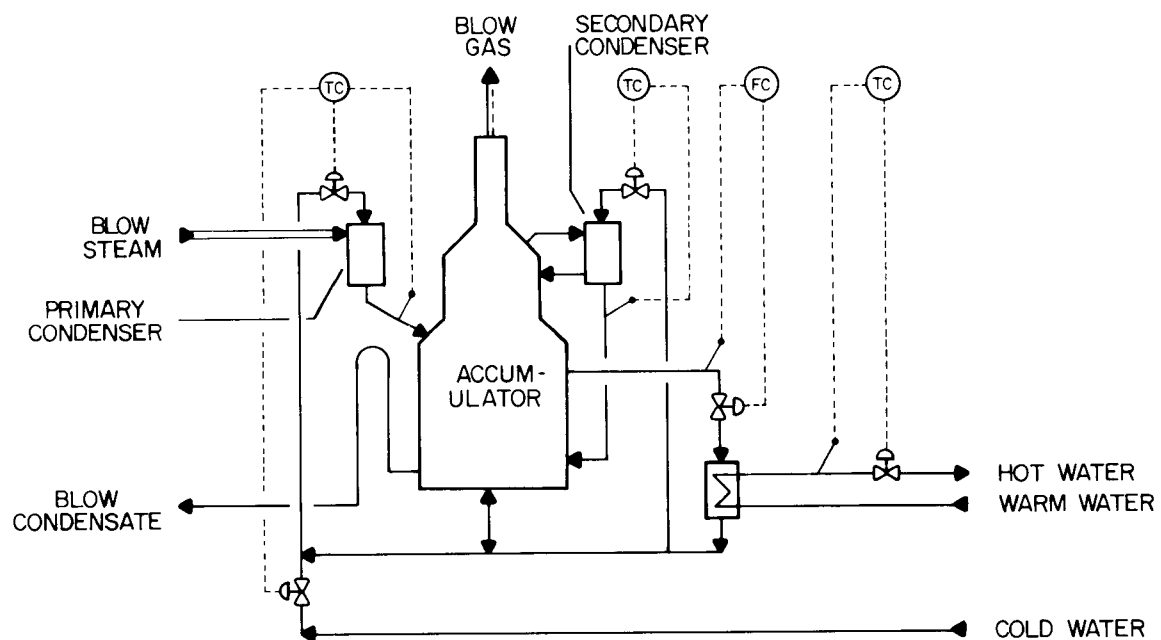 BLOW
GAS
SECONDARY
CONDENSER
TC
TC
FC
TC
BLOW
STEAM
PRIMARY
CONDENSER
ACCUM-
ULATOR
BLOW
CONDENSATE
HOT WATER
WARM WATER
COLD WATER